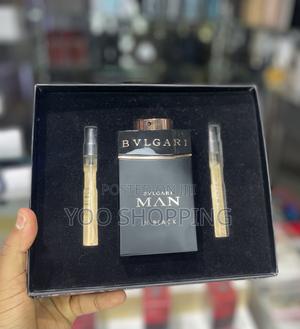 BVLGARI
BVLGARI
MAN
IN BLACK
YOO SHOPPING